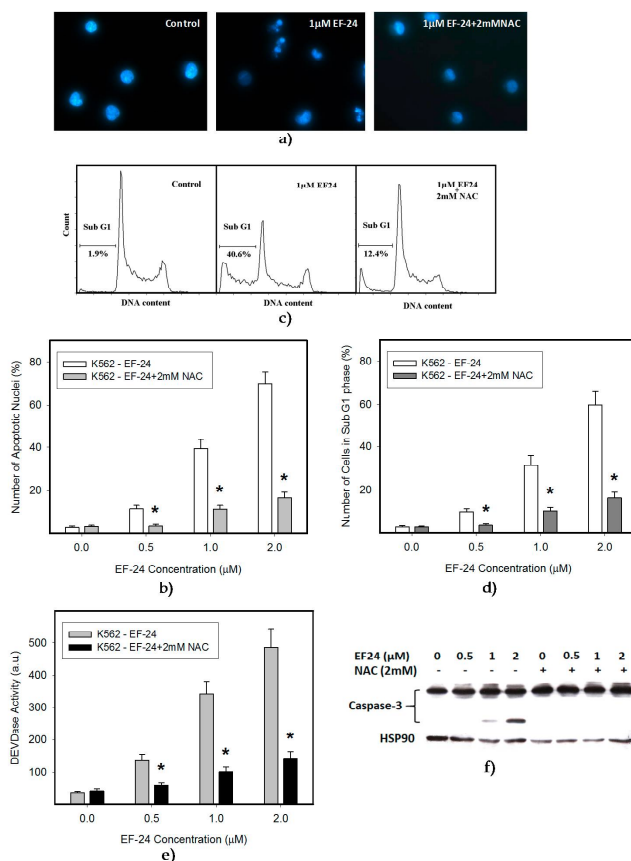 Control
1μM EF-24
1μM EF-24+2mMNAC
a)
Count
Control
Sub G1
1.9%
DNA content
1μM EF24
Sub G1
40.6%
DNA content
1μM EF24
+
2mM NAC
Sub G1
12.4%
DNA content
c)
Number of Apoptotic Nuclei (%)
80
60
40
20
K562 - EF-24
K562 - EF-24+2mM NAC
*
*
*
0.0 0.5 1.0 2.0
EF-24 Concentration (μM)
b)
Number of Cells in Sub G1 phase (%)
80
60
40
20
K562 - EF-24
K562 - EF-24+2mM NAC
*
*
*
0.0 0.5 1.0 2.0
EF-24 Concentration (μM)
d)
DEVDase Activity (a.u)
500
400
300
200
100
K562 - EF-24
K562 - EF-24+2mM NAC
*
*
*
0.0 0.5 1.0 2.0
EF-24 Concentration (μM)
e)
EF24 (μM) 0 0.5 1 2 0 0.5 1 2
NAC (2mM) - - - - + + + +
Caspase-3
HSP90
f)